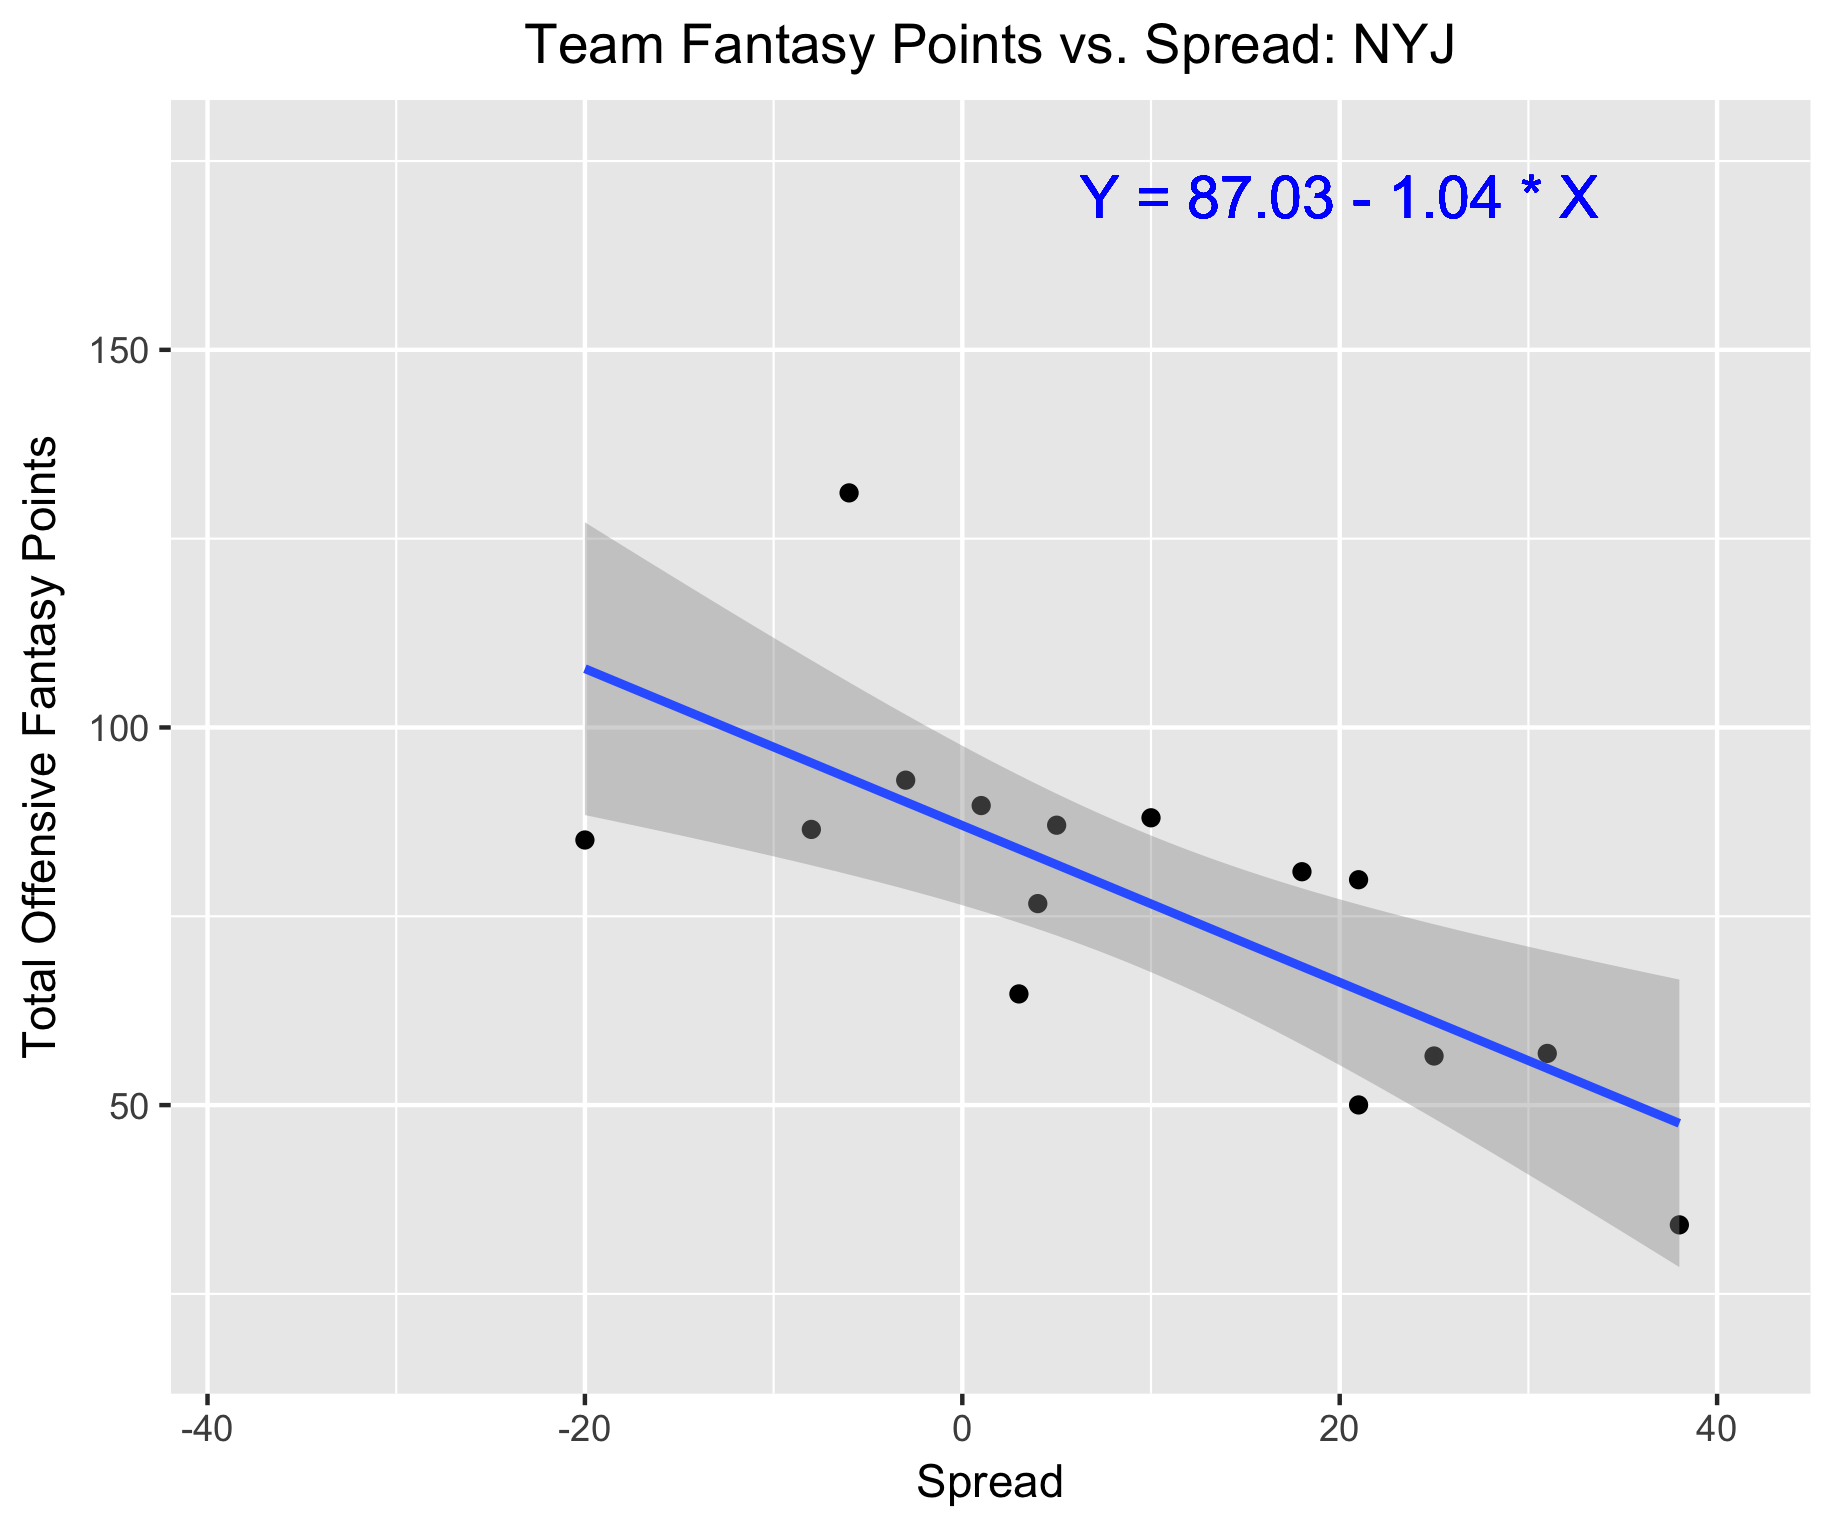 Team Fantasy Points vs. Spread: NYJ
Y = 87.03 - 1.04 * X
Total Offensive Fantasy Points
150
100
50
-40
-20
0
20
40
Spread